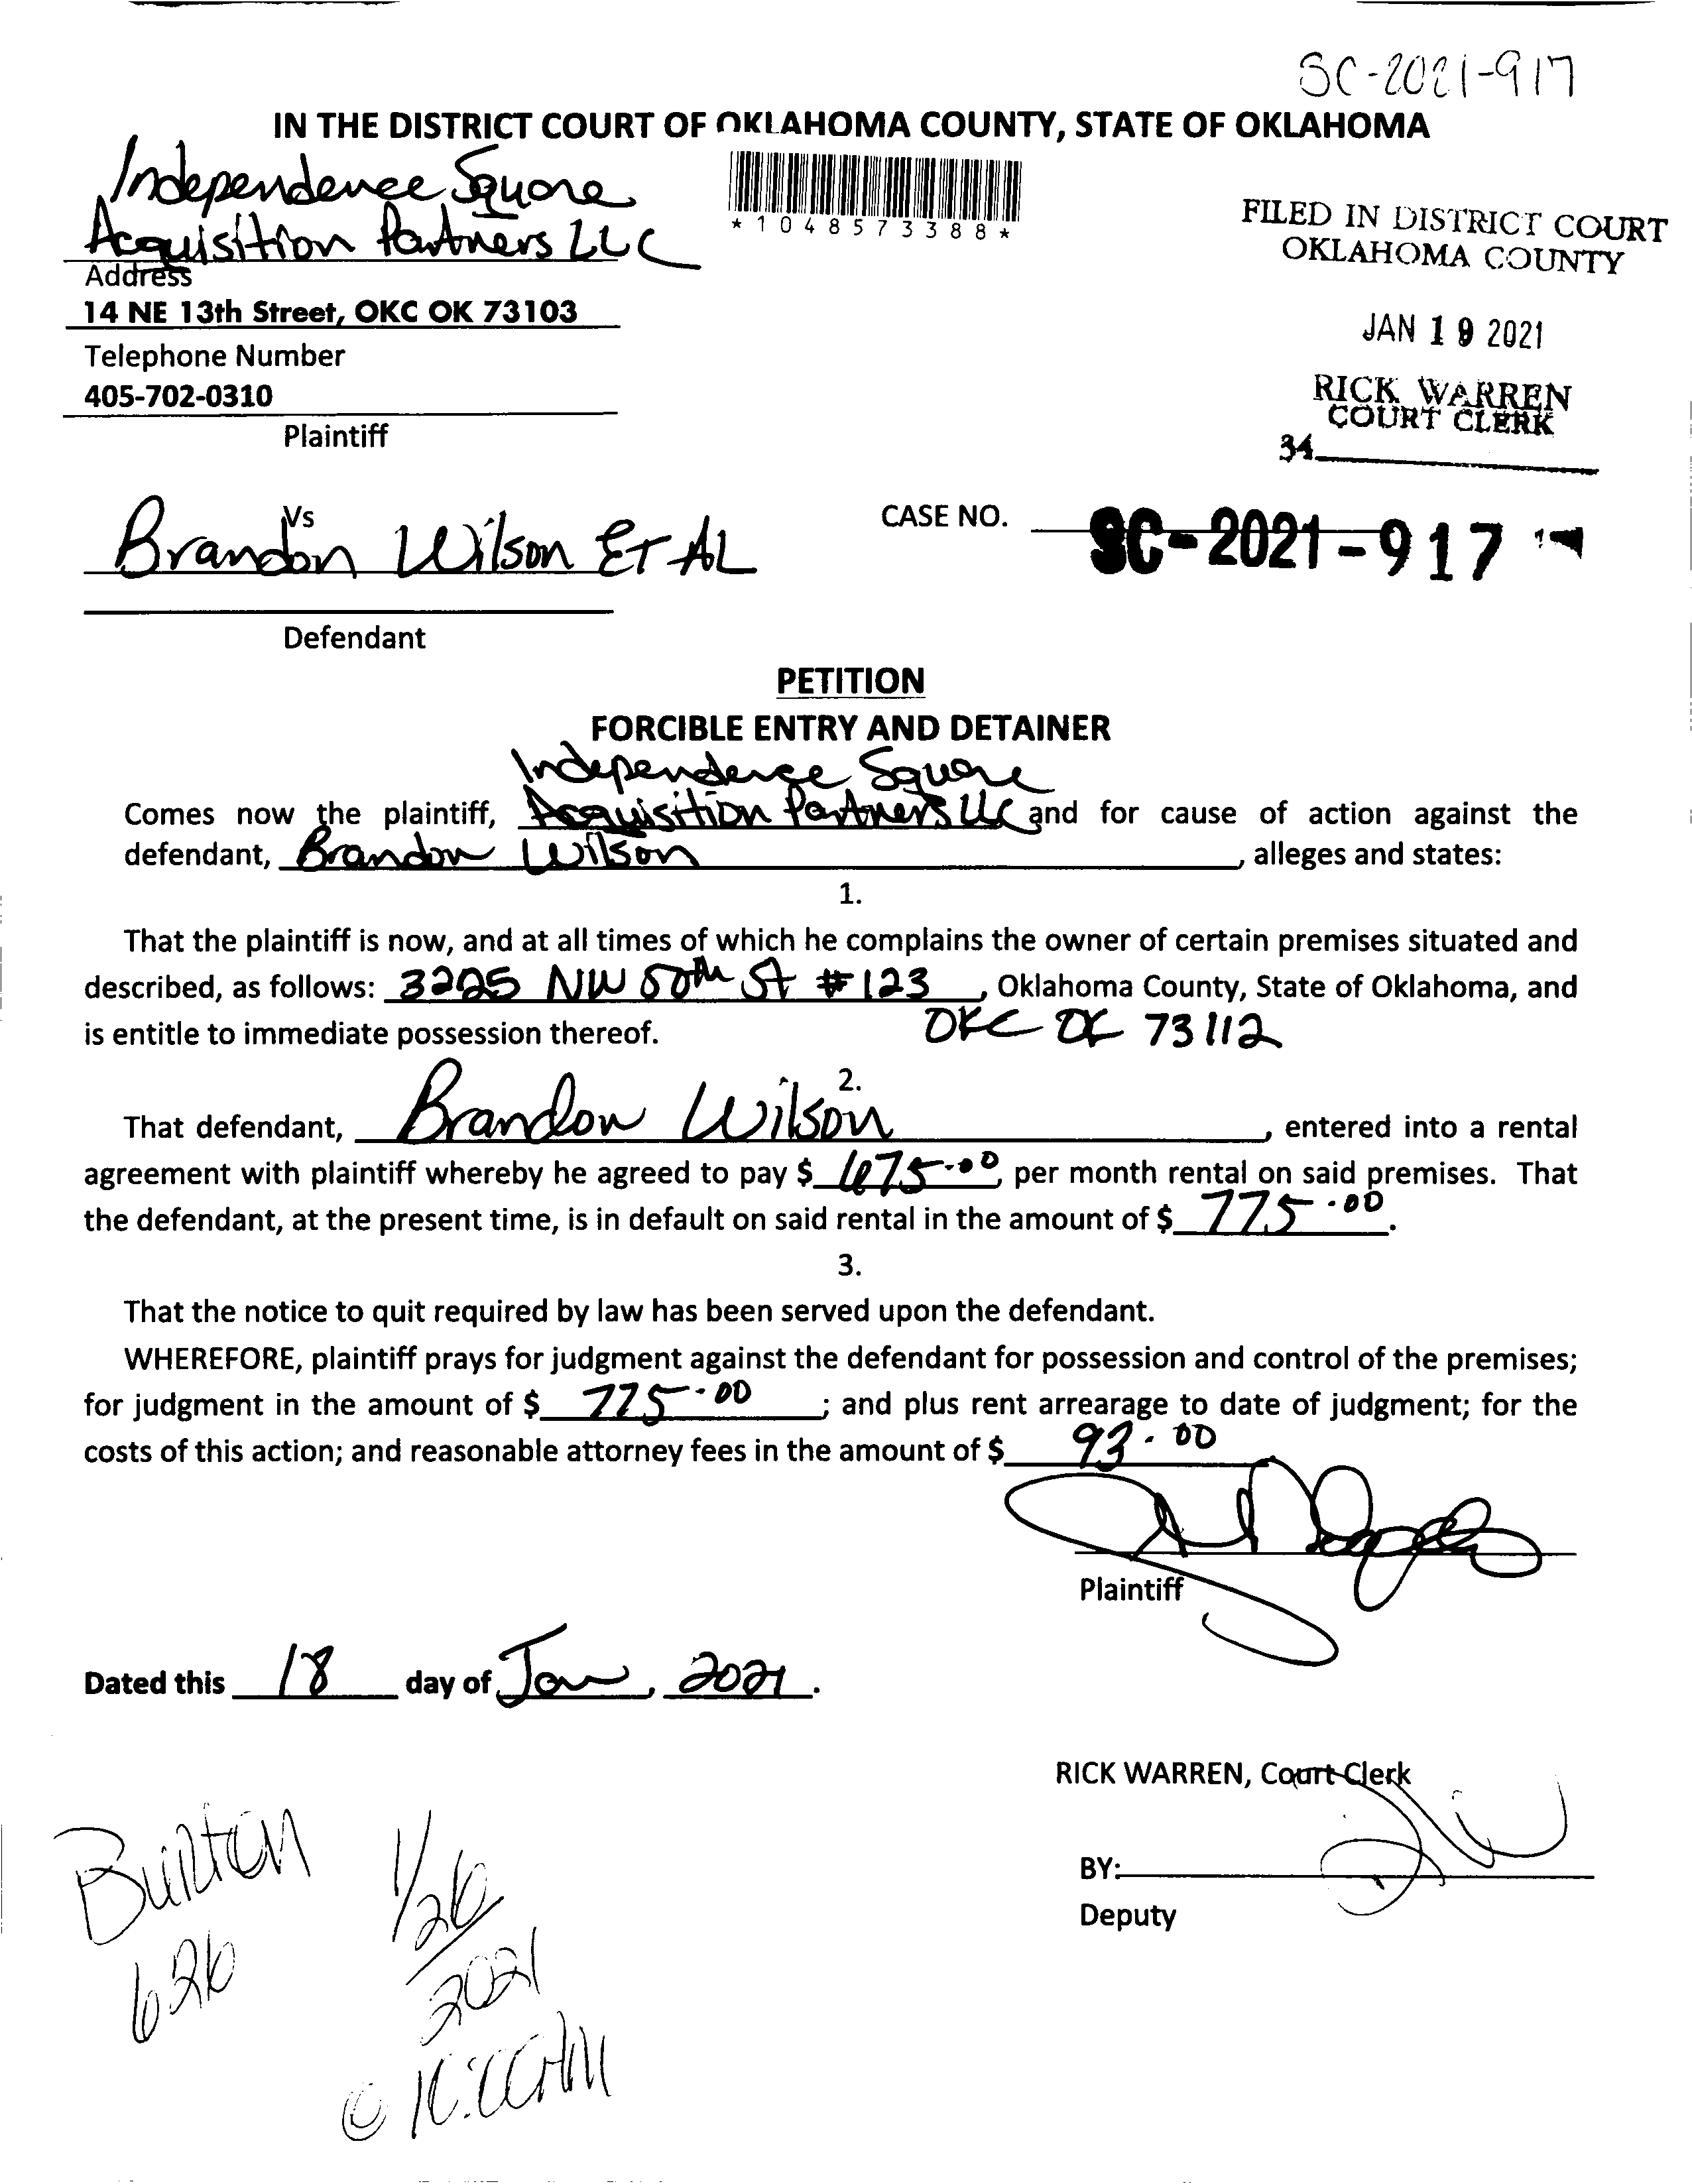 SC-2021-917
IN THE DISTRICT COURT OF OKLAHOMA COUNTY, STATE OF OKLAHOMA
Independence Square
Acquisition Partners LLC
Address
14 NE 13th Street, OKC OK 73103
Telephone Number
405-702-0310
Plaintiff
*1048573388*
FILED IN DISTRICT COURT
OKLAHOMA COUNTY
JAN 19 2021
RICK WARREN
COURT CLERK
34
Vs
Brandon Wilson ET AL
Defendant
CASE NO. SC-2021-917
PETITION
FORCIBLE ENTRY AND DETAINER
Independence Square
Comes now the plaintiff, Acquisition Partners LLC and for cause of action against the
defendant, Brandon Wilson, alleges and states:
1.
That the plaintiff is now, and at all times of which he complains the owner of certain premises situated and
described, as follows: 3225 NW 50th St #123, Oklahoma County, State of Oklahoma, and
is entitle to immediate possession thereof. OKC OK 73112
2.
That defendant, Brandon Wilson, entered into a rental
agreement with plaintiff whereby he agreed to pay $ 675.00, per month rental on said premises. That
the defendant, at the present time, is in default on said rental in the amount of $ 775.00.
3.
That the notice to quit required by law has been served upon the defendant.
WHEREFORE, plaintiff prays for judgment against the defendant for possession and control of the premises;
for judgment in the amount of $ 775.00; and plus rent arrearage to date of judgment; for the
costs of this action; and reasonable attorney fees in the amount of $ 93.00
Plaintiff
Dated this 18 day of Jan, 2021.
RICK WARREN, Court Clerk
BY:
Deputy
626
1/26
2021
@